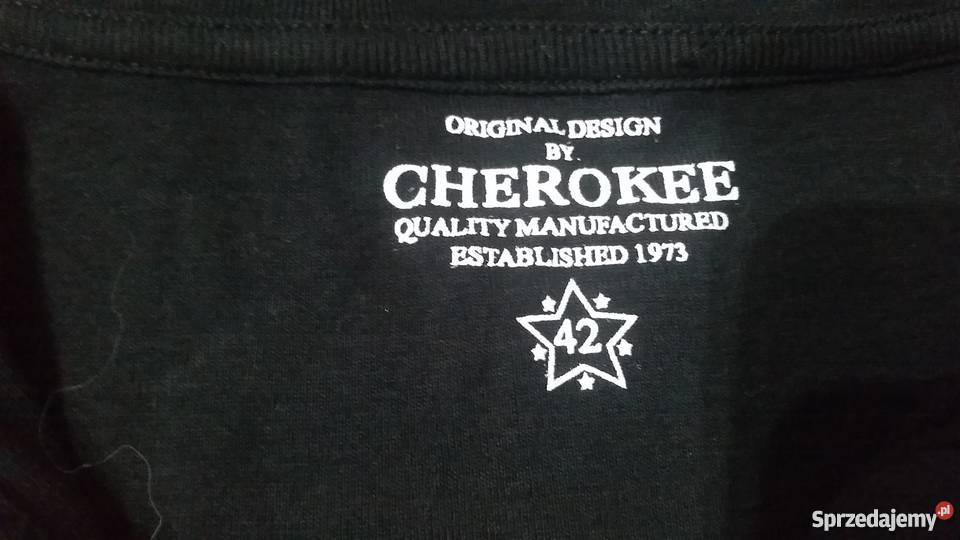 ORIGINAL DESIGN
BY
CHEROKEE
QUALITY MANUFACTURED
ESTABLISHED 1973
42
Sprzedajemy.pl